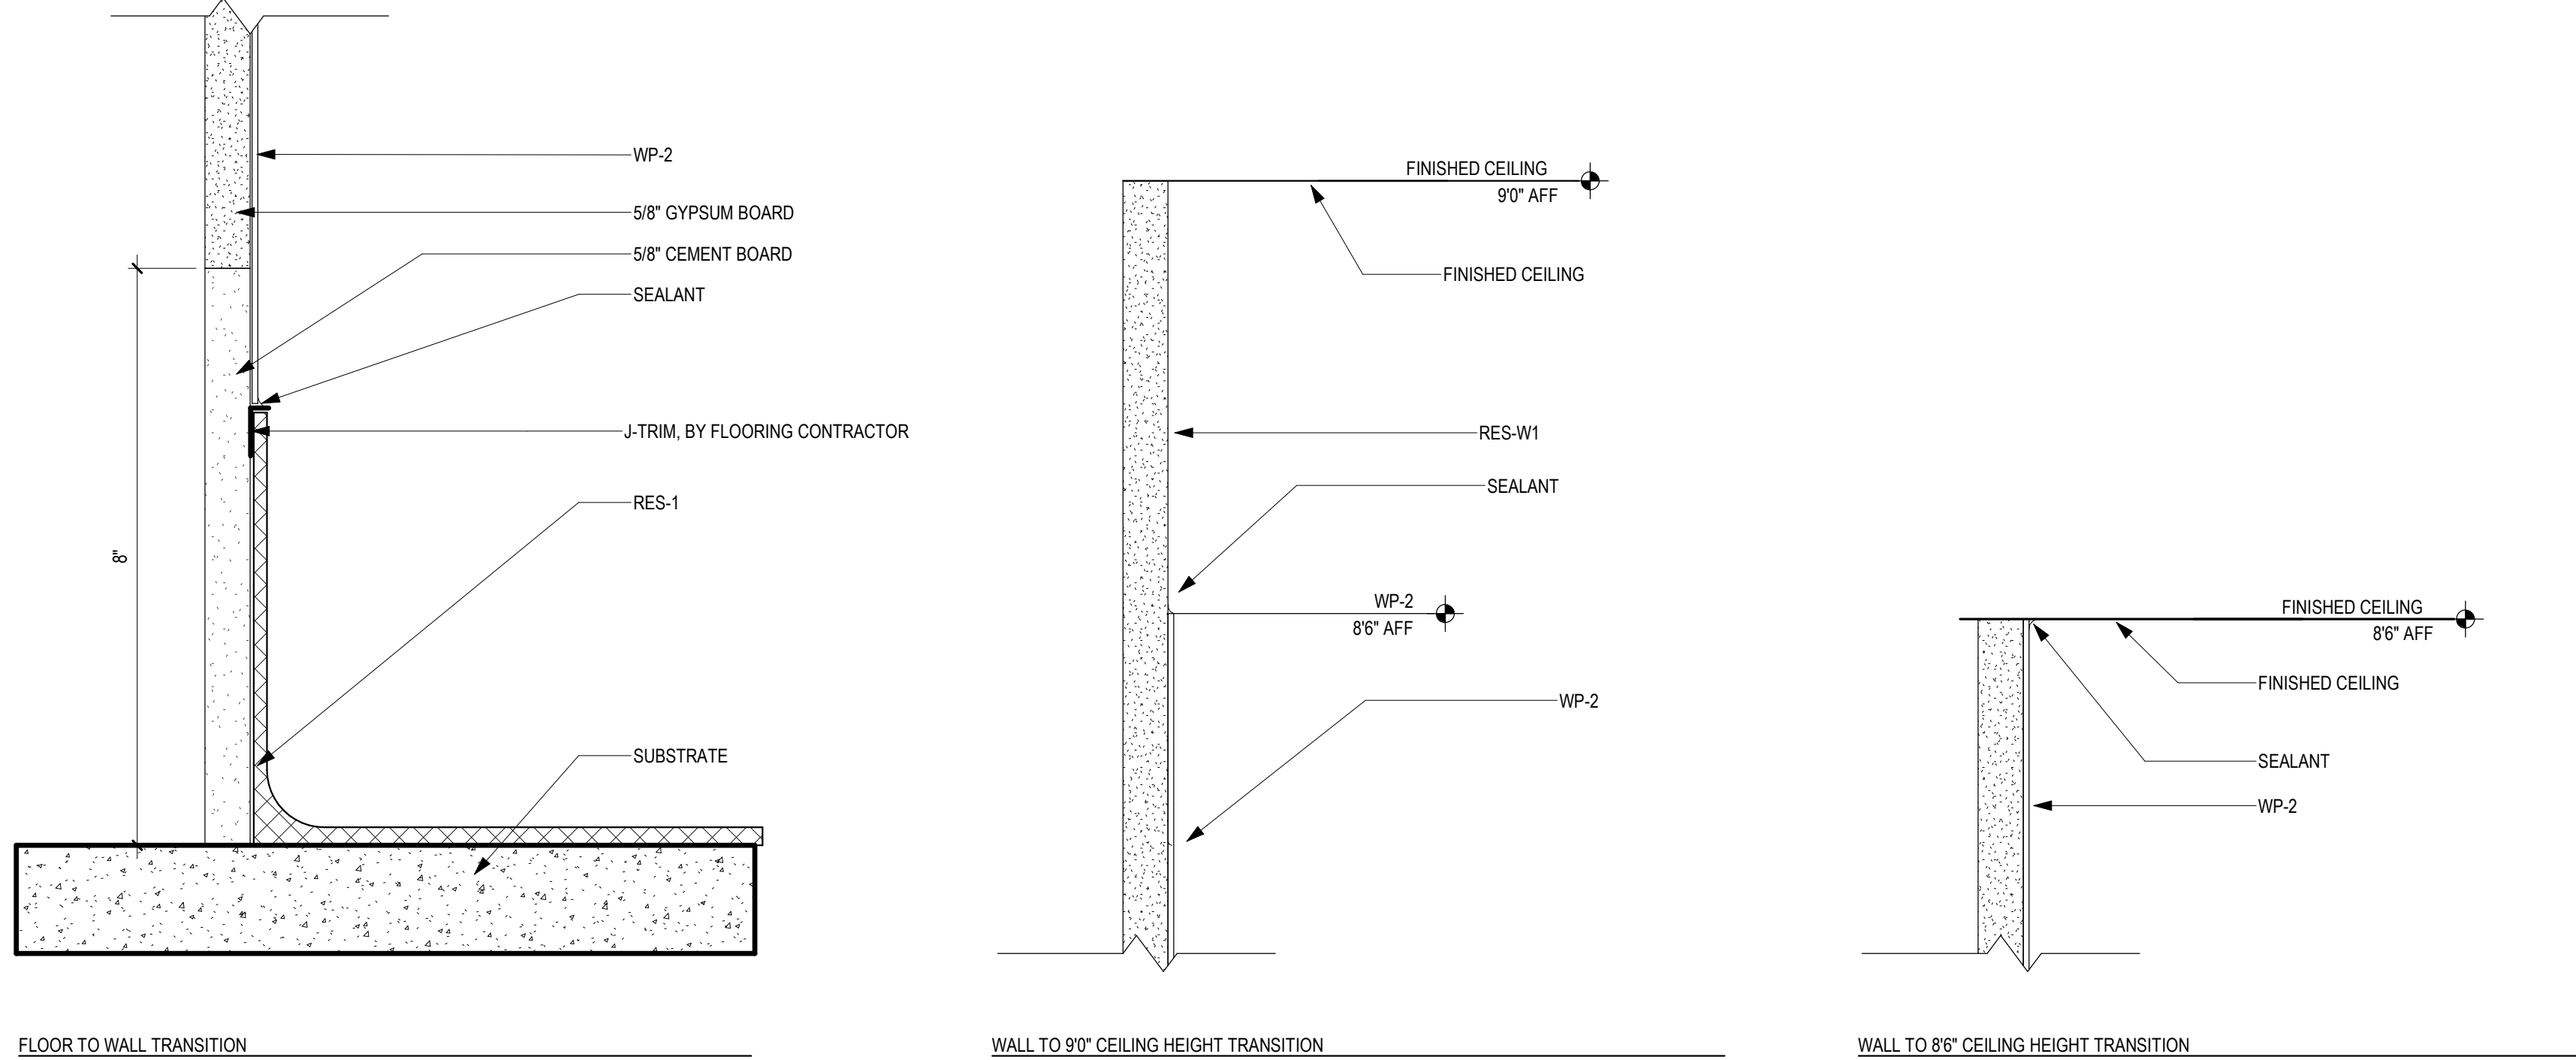 WP-2
5/8" GYPSUM BOARD
5/8" CEMENT BOARD
SEALANT
J-TRIM, BY FLOORING CONTRACTOR
RES-1
8"
SUBSTRATE
FLOOR TO WALL TRANSITION
FINISHED CEILING
9'0" AFF
FINISHED CEILING
RES-W1
SEALANT
WP-2
8'6" AFF
WP-2
WALL TO 9'0" CEILING HEIGHT TRANSITION
FINISHED CEILING
8'6" AFF
FINISHED CEILING
SEALANT
WP-2
WALL TO 8'6" CEILING HEIGHT TRANSITION